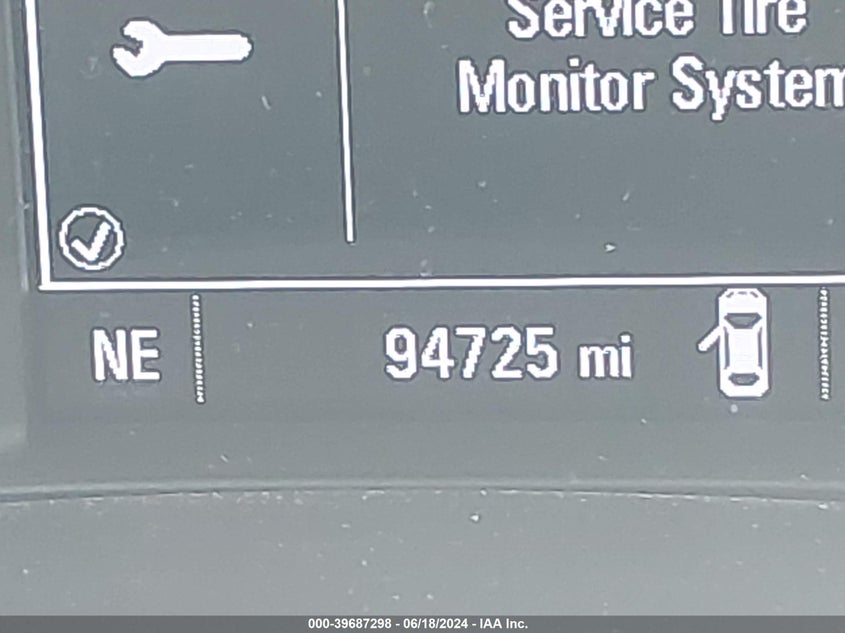 Service Tire
Monitor System
NE
94725 mi
000-39687298 - 06/18/2024 - IAA Inc.